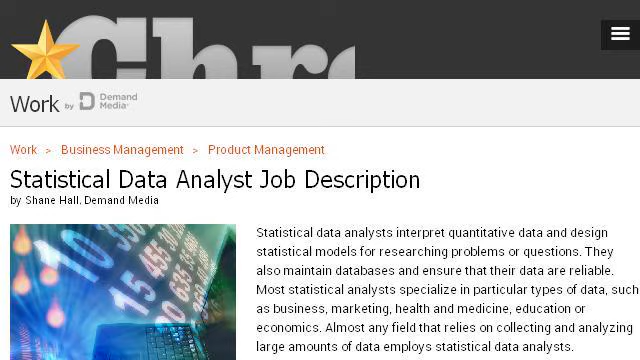 Chr
Work by Demand Media
Work > Business Management > Product Management
Statistical Data Analyst Job Description
by Shane Hall, Demand Media
Statistical data analysts interpret quantitative data and design
statistical models for researching problems or questions. They
also maintain databases and ensure that their data are reliable.
Most statistical analysts specialize in particular types of data, such
as business, marketing, health and medicine, education or
economics. Almost any field that relies on collecting and analyzing
large amounts of data employs statistical data analysts.